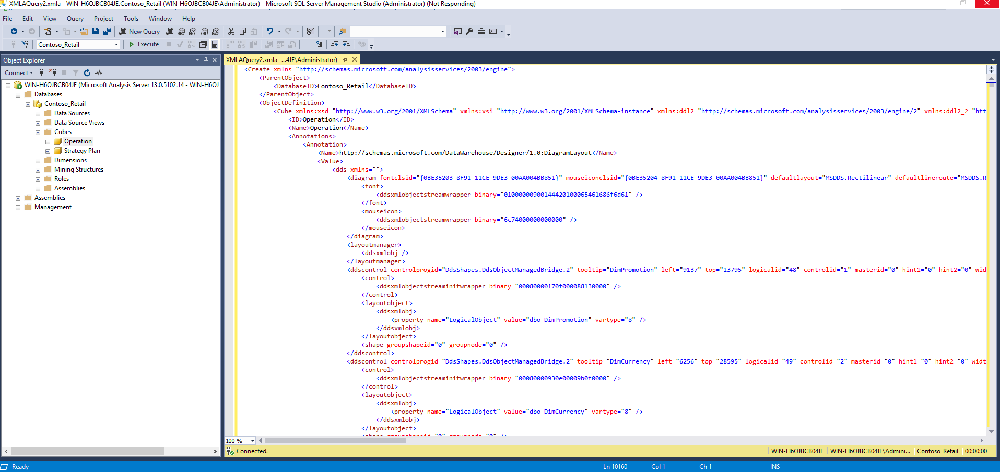 XMLAQuery2.xmla - WIN-H6OJBCB04JE.Contoso_Retail (WIN-H6OJBCB04JE\Administrator) - Microsoft SQL Server Management Studio (Administrator) (Not Responding)
File Edit View Query Project Tools Window Help
New Query MDX DMX XMLA DAX
Contoso_Retail Execute
Object Explorer
XMLAQuery2.xmla -...4JE\Administrator)
Connect
WIN-H6OJBCB04JE (Microsoft Analysis Server 13.0.5102.14 - WIN-H6OJ
Databases
Contoso_Retail
Data Sources
Data Source Views
Cubes
Operation
Strategy Plan
Dimensions
Mining Structures
Roles
Assemblies
Assemblies
Management
<Create xmlns="http://schemas.microsoft.com/analysisservices/2003/engine">
<ParentObject>
<DatabaseID>Contoso_Retail</DatabaseID>
</ParentObject>
<ObjectDefinition>
<Cube xmlns:xsd="http://www.w3.org/2001/XMLSchema" xmlns:xsi="http://www.w3.org/2001/XMLSchema-instance" xmlns:ddl2="http://schemas.microsoft.com/analysisservices/2003/engine/2" xmlns:ddl2_2="htt
<ID>Operation</ID>
<Name>Operation</Name>
<Annotations>
<Annotation>
<Name>http://schemas.microsoft.com/DataWarehouse/Designer/1.0:DiagramLayout</Name>
<Value>
<dds xmlns="">
<diagram fontclsid="{0BE35203-8F91-11CE-9DE3-00AA004BB851}" mouseiconclsid="{0BE35204-8F91-11CE-9DE3-00AA004BB851}" defaultlayout="MSDDS.Rectilinear" defaultlineroute="MSDDS.R
<font>
<ddsxmlobjectstreamwrapper binary="01000000900144420100065461686f6d61" />
</font>
<mouseicon>
<ddsxmlobjectstreamwrapper binary="6c74000000000000" />
</mouseicon>
</diagram>
<layoutmanager>
<ddsxmlobj />
</layoutmanager>
<ddscontrol controlprogid="DdsShapes.DdsObjectManagedBridge.2" tooltip="DimPromotion" left="9137" top="13795" logicalid="48" controlid="1" masterid="0" hint1="0" hint2="0" wid
<control>
<ddsxmlobjectstreaminitwrapper binary="00080000170f000088130000" />
</control>
<layoutobject>
<ddsxmlobj>
<property name="LogicalObject" value="dbo_DimPromotion" vartype="8" />
</ddsxmlobj>
</layoutobject>
<shape groupshapeid="0" groupnode="0" />
</ddscontrol>
<ddscontrol controlprogid="DdsShapes.DdsObjectManagedBridge.2" tooltip="DimCurrency" left="6256" top="28595" logicalid="49" controlid="2" masterid="0" hint1="0" hint2="0" widt
<control>
<ddsxmlobjectstreaminitwrapper binary="00080000930e00009b0f0000" />
</control>
<layoutobject>
<ddsxmlobj>
<property name="LogicalObject" value="dbo_DimCurrency" vartype="8" />
</ddsxmlobj>
</layoutobject>
100 %
Connected. WIN-H6OJBCB04JE WIN-H6OJBCB04JE\Admini... Contoso_Retail 00:00:00
Ready Ln 10160 Col 1 Ch 1 INS